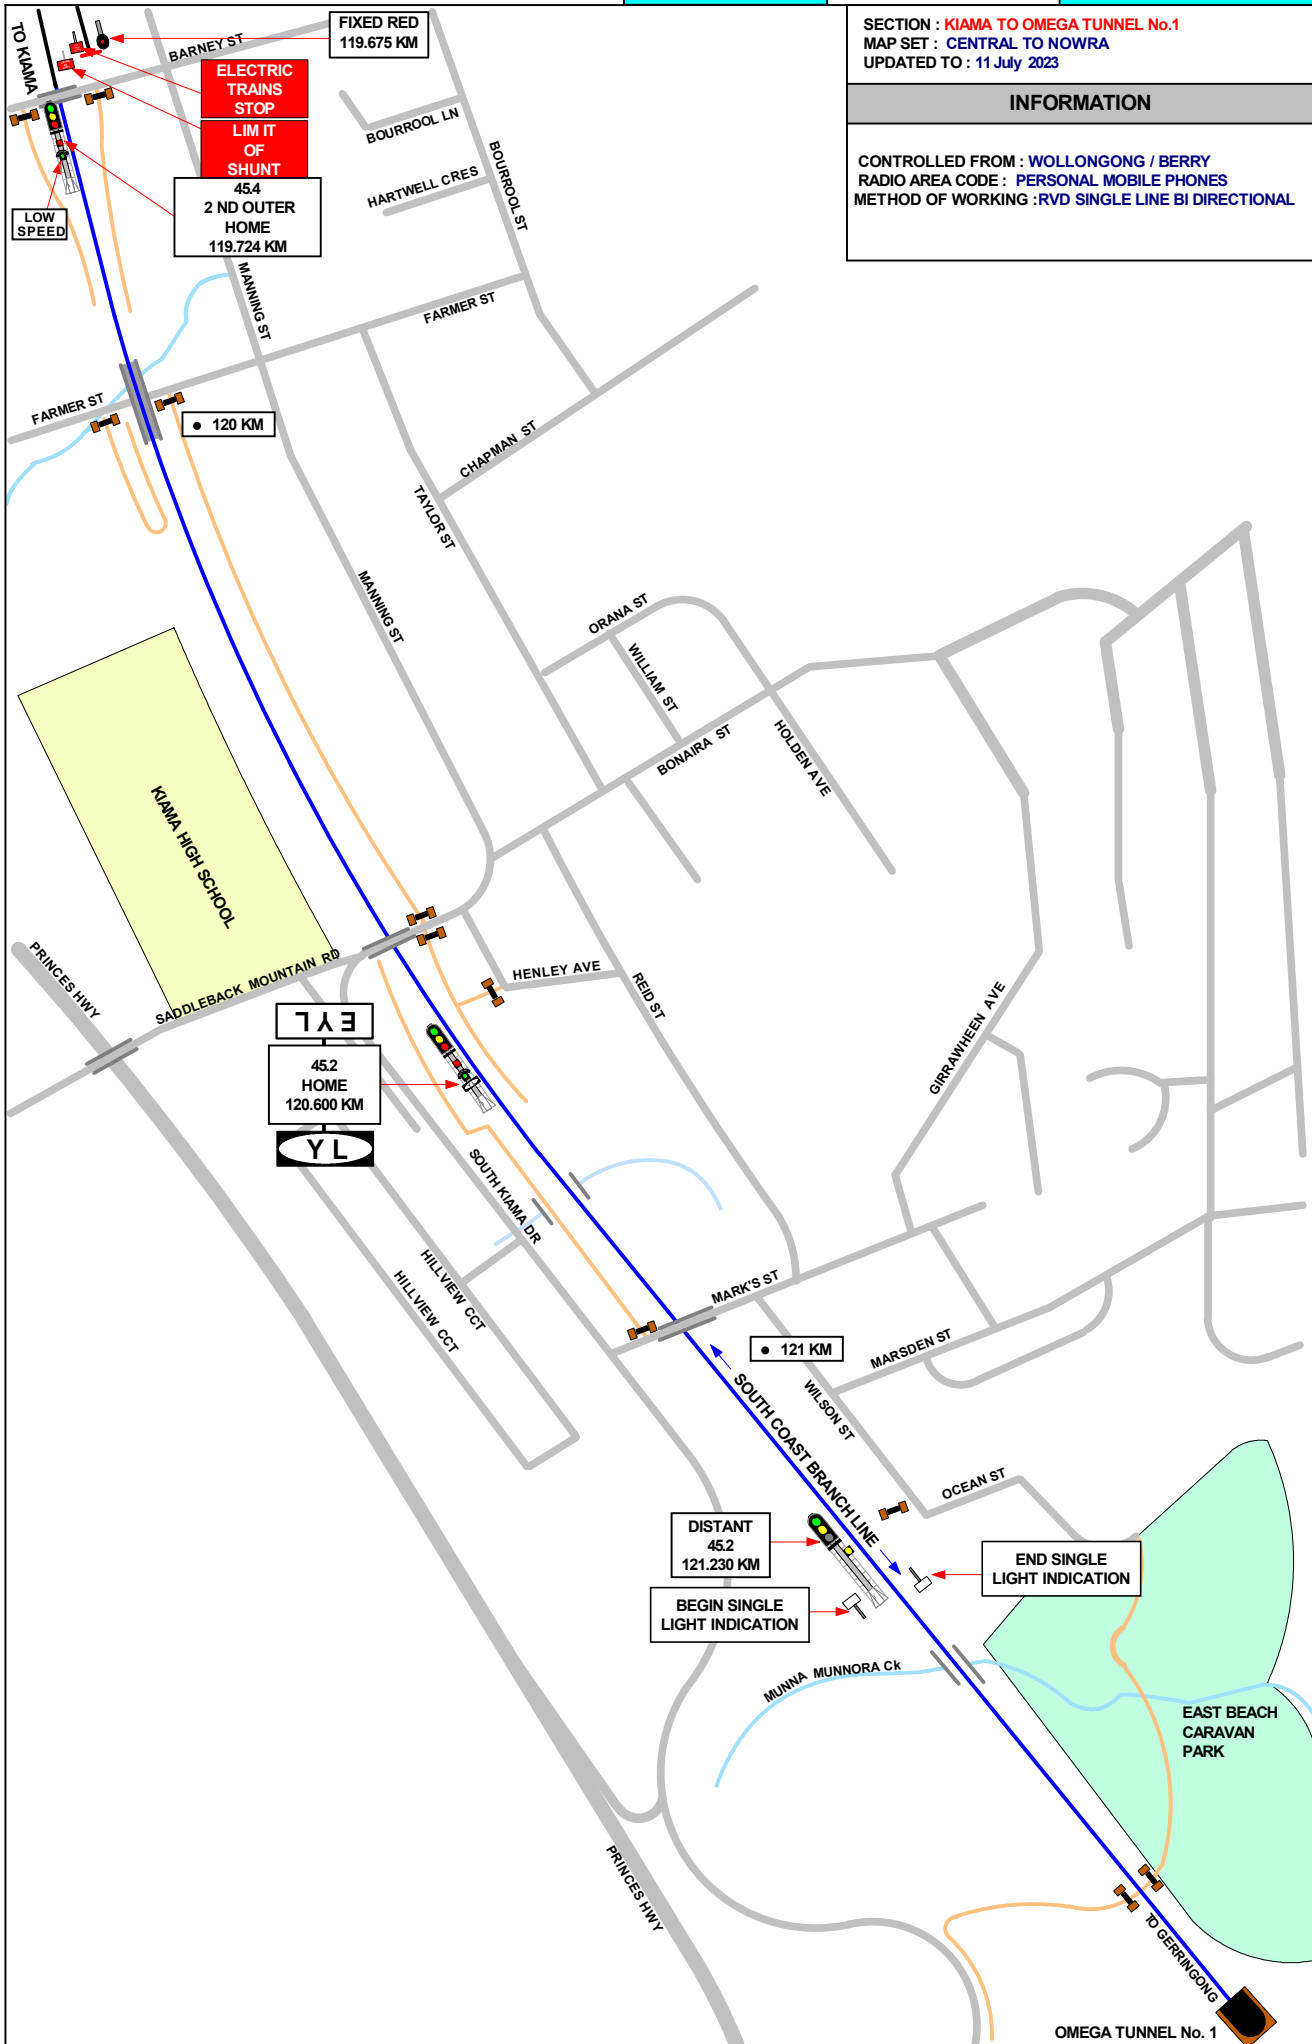 SECTION : KIAMA TO OMEGA TUNNEL No.1
MAP SET : CENTRAL TO NOWRA
UPDATED TO : 11 July 2023
INFORMATION
CONTROLLED FROM : WOLLONGONG / BERRY
RADIO AREA CODE : PERSONAL MOBILE PHONES
METHOD OF WORKING :RVD SINGLE LINE BI DIRECTIONAL
TO KIAMA
FIXED RED
119.675 KM
BARNEY ST
ELECTRIC
TRAINS
STOP
LIM IT
OF
SHUNT
45.4
2 ND OUTER
HOME
119.724 KM
LOW
SPEED
BOURROOL LN
HARTWELL CRES
BOURROOL ST
MANNING ST
FARMER ST
FARMER ST
120 KM
CHAPMAN ST
TAYLOR ST
MANNING ST
ORANA ST
WILLIAM ST
BONAIRA ST
HOLDEN AVE
KIAMA HIGH SCHOOL
PRINCES HWY
SADDLEBACK MOUNTAIN RD
HENLEY AVE
REID ST
GIRRAWHEEN AVE
EYL
45.2
HOME
120.600 KM
YL
SOUTH KIAMA DR
HILLVIEW CCT
HILLVIEW CCT
MARK'S ST
121 KM
MARSDEN ST
WILSON ST
SOUTH COAST BRANCH LINE
OCEAN ST
DISTANT
45.2
121.230 KM
END SINGLE
LIGHT INDICATION
BEGIN SINGLE
LIGHT INDICATION
MUNNA MUNNORA Ck
EAST BEACH
CARAVAN
PARK
PRINCES HWY
TO GERRINGONG
OMEGA TUNNEL No. 1